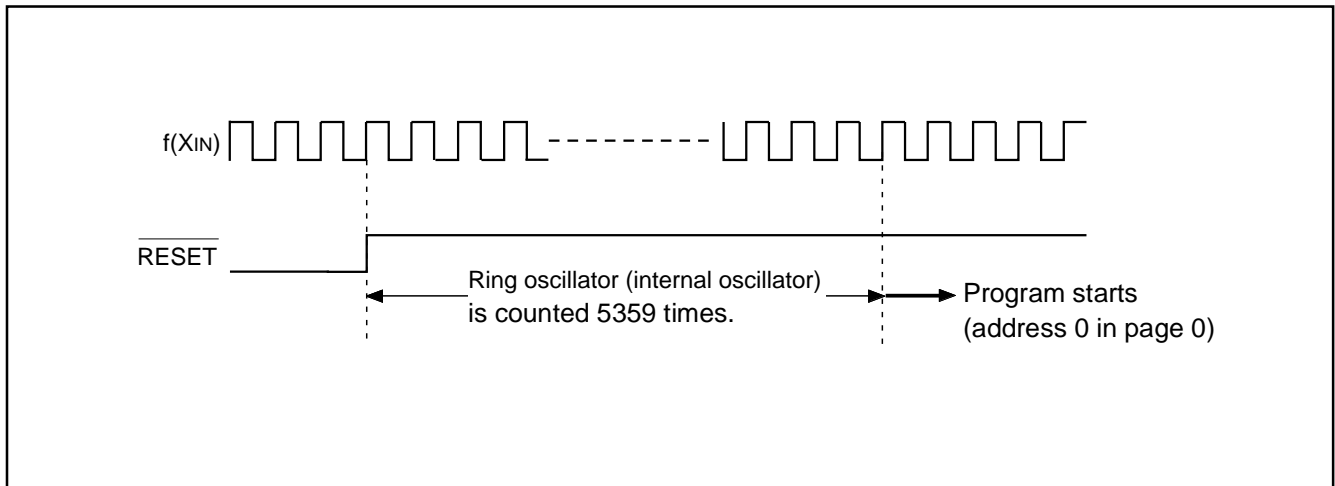 f(XIN)
RESET
Ring oscillator (internal oscillator)
is counted 5359 times.
Program starts
(address 0 in page 0)